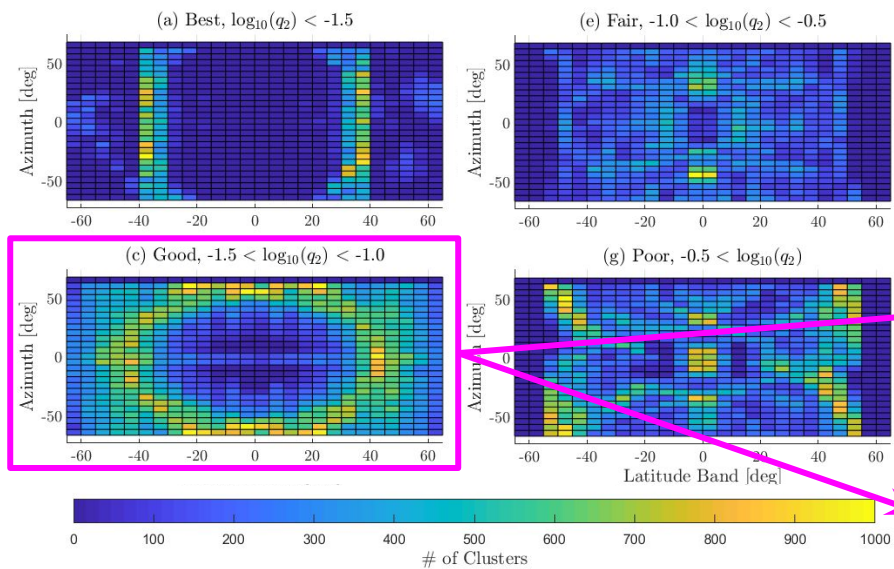 (a) Best, log₁₀(q₂) < -1.5
Azimuth [deg]
50
0
-50
-60 -40 -20 0 20 40 60
(e) Fair, -1.0 < log₁₀(q₂) < -0.5
Azimuth [deg]
50
0
-50
-60 -40 -20 0 20 40 60
(c) Good, -1.5 < log₁₀(q₂) < -1.0
Azimuth [deg]
50
0
-50
-60 -40 -20 0 20 40 60
(g) Poor, -0.5 < log₁₀(q₂)
Azimuth [deg]
50
0
-50
-60 -40 -20 0 20 40 60
Latitude Band [deg]
0 100 200 300 400 500 600 700 800 900 1000
# of Clusters